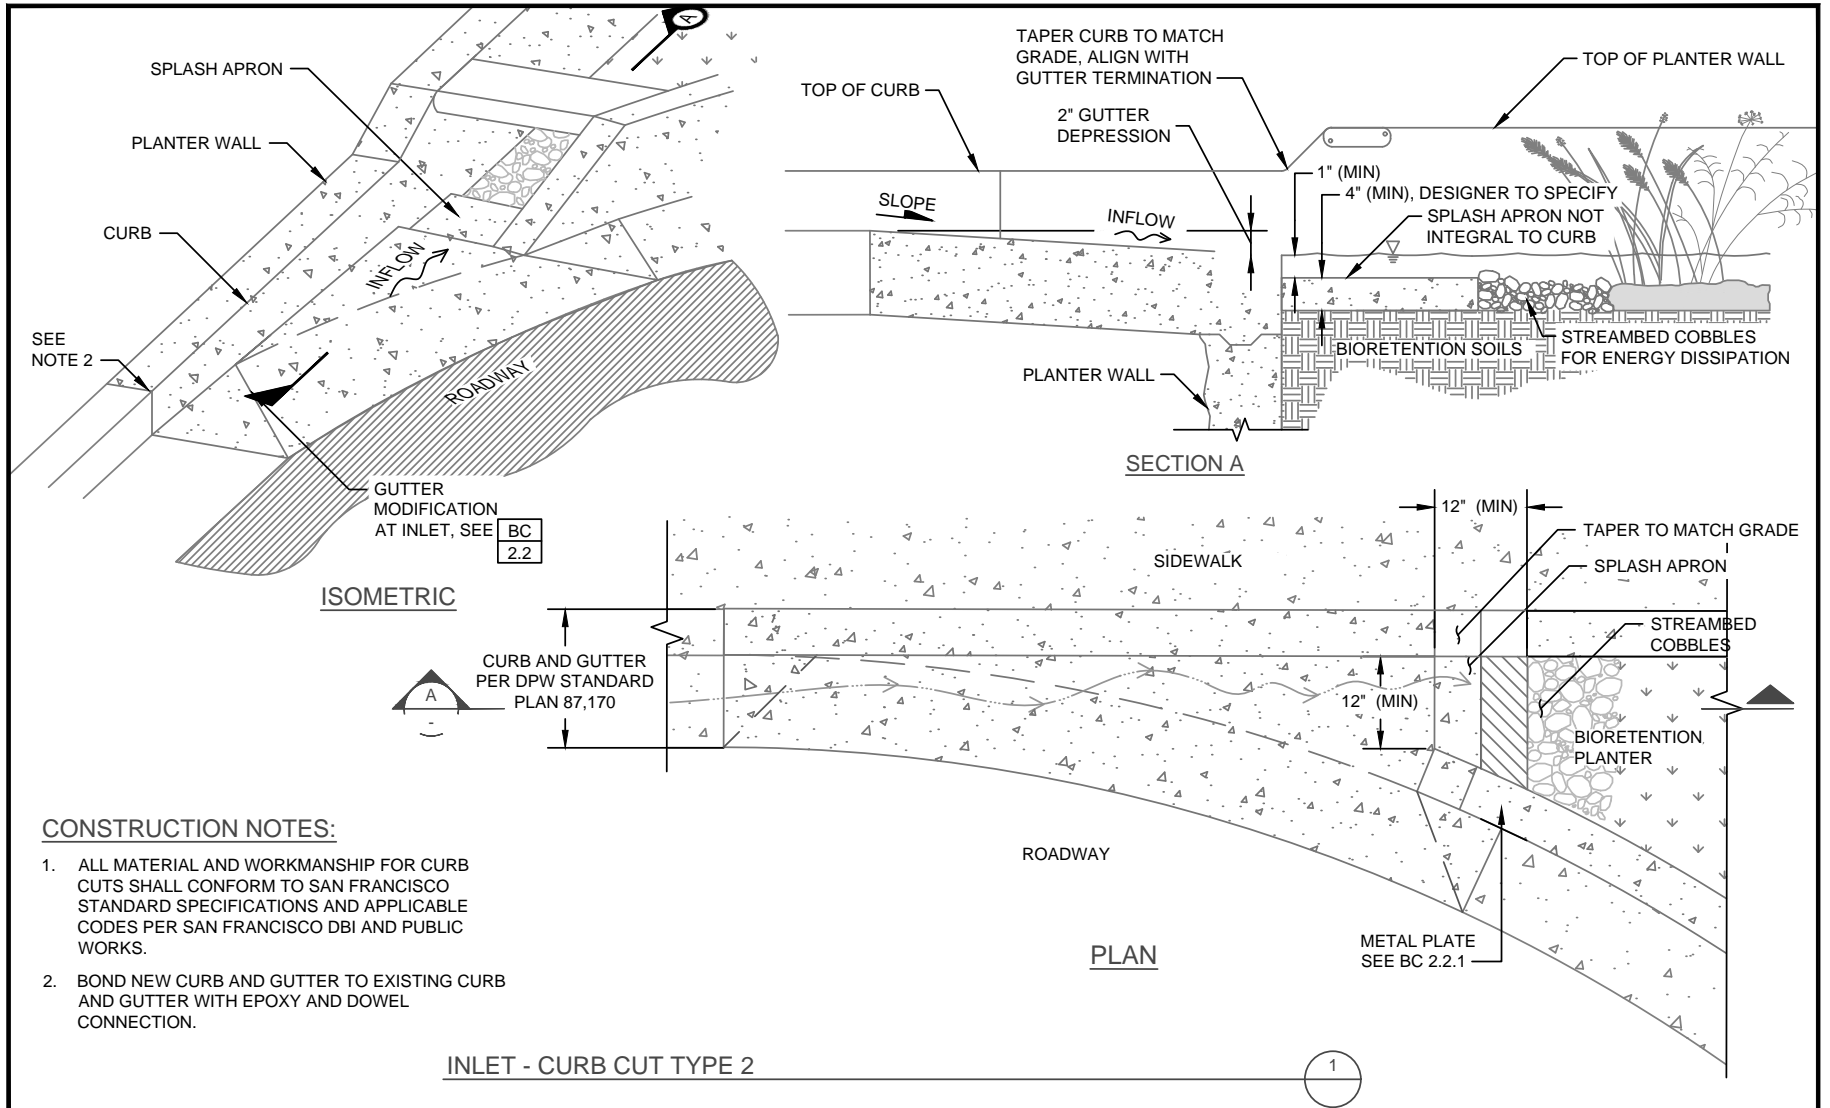 A
SPLASH APRON
PLANTER WALL
CURB
SEE
NOTE 2
INFLOW
ROADWAY
GUTTER
MODIFICATION
AT INLET, SEE
BC
2.2
ISOMETRIC
TAPER CURB TO MATCH
GRADE, ALIGN WITH
GUTTER TERMINATION
TOP OF CURB
2" GUTTER
DEPRESSION
TOP OF PLANTER WALL
SLOPE
INFLOW
1" (MIN)
4" (MIN), DESIGNER TO SPECIFY
SPLASH APRON NOT
INTEGRAL TO CURB
BIORETENTION SOILS
STREAMBED COBBLES
FOR ENERGY DISSIPATION
PLANTER WALL
SECTION A
12" (MIN)
SIDEWALK
TAPER TO MATCH GRADE
SPLASH APRON
STREAMBED
COBBLES
CURB AND GUTTER
PER DPW STANDARD
PLAN 87,170
A
-
12" (MIN)
BIORETENTION
PLANTER
ROADWAY
METAL PLATE
SEE BC 2.2.1
PLAN
CONSTRUCTION NOTES:
1. ALL MATERIAL AND WORKMANSHIP FOR CURB
CUTS SHALL CONFORM TO SAN FRANCISCO
STANDARD SPECIFICATIONS AND APPLICABLE
CODES PER SAN FRANCISCO DBI AND PUBLIC
WORKS.
2. BOND NEW CURB AND GUTTER TO EXISTING CURB
AND GUTTER WITH EPOXY AND DOWEL
CONNECTION.
INLET - CURB CUT TYPE 2
1